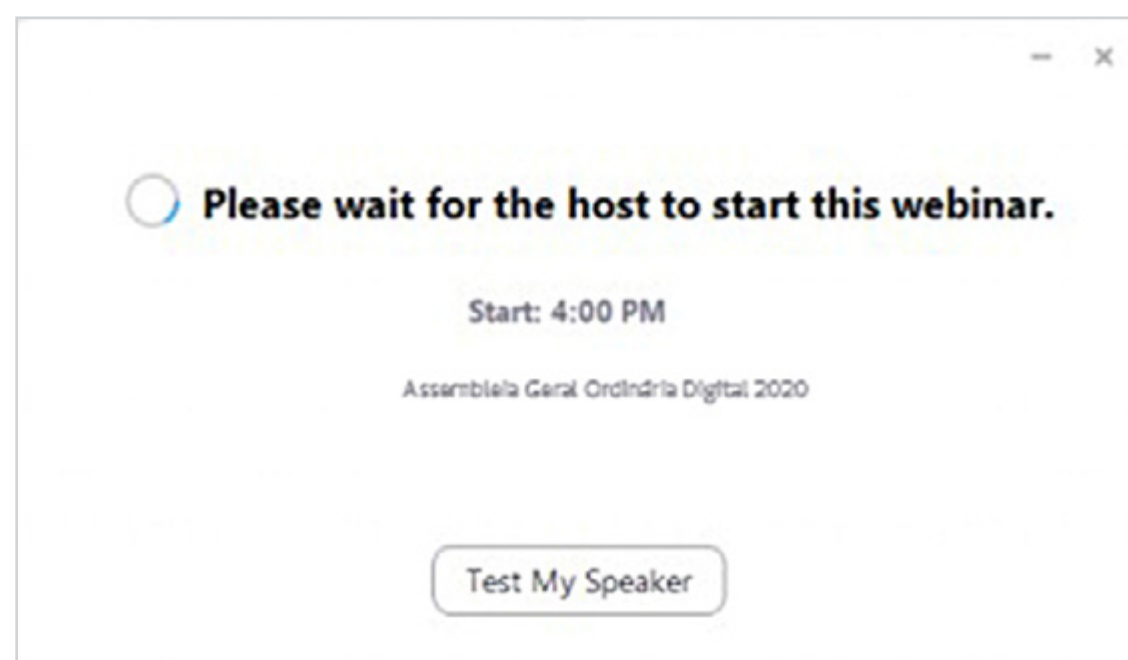 Please wait for the host to start this webinar.
Start: 4:00 PM
Assembleia Geral Ordinária Digital 2020
Test My Speaker